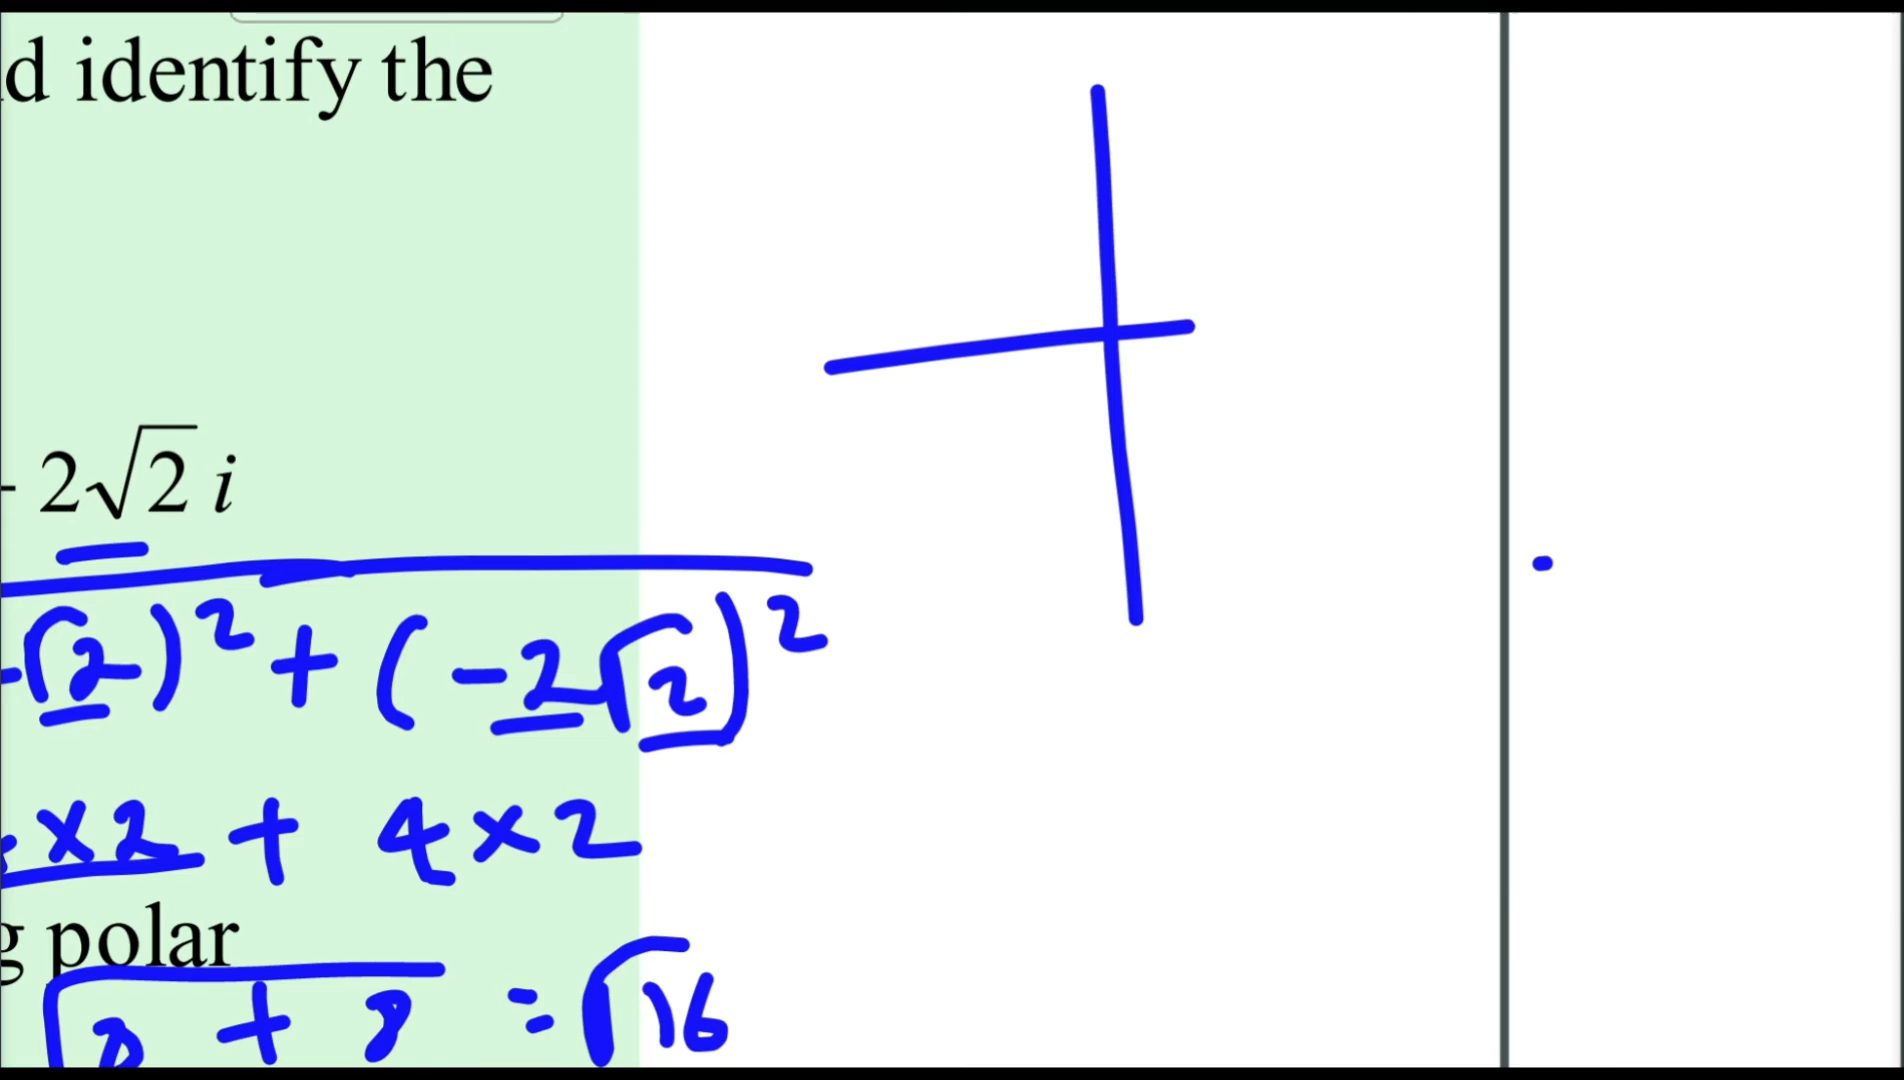 d identify the
- 2√2 i
-√2)² + (-2√2)²
×2 + 4×2
g polar
√8 + 8 = √16